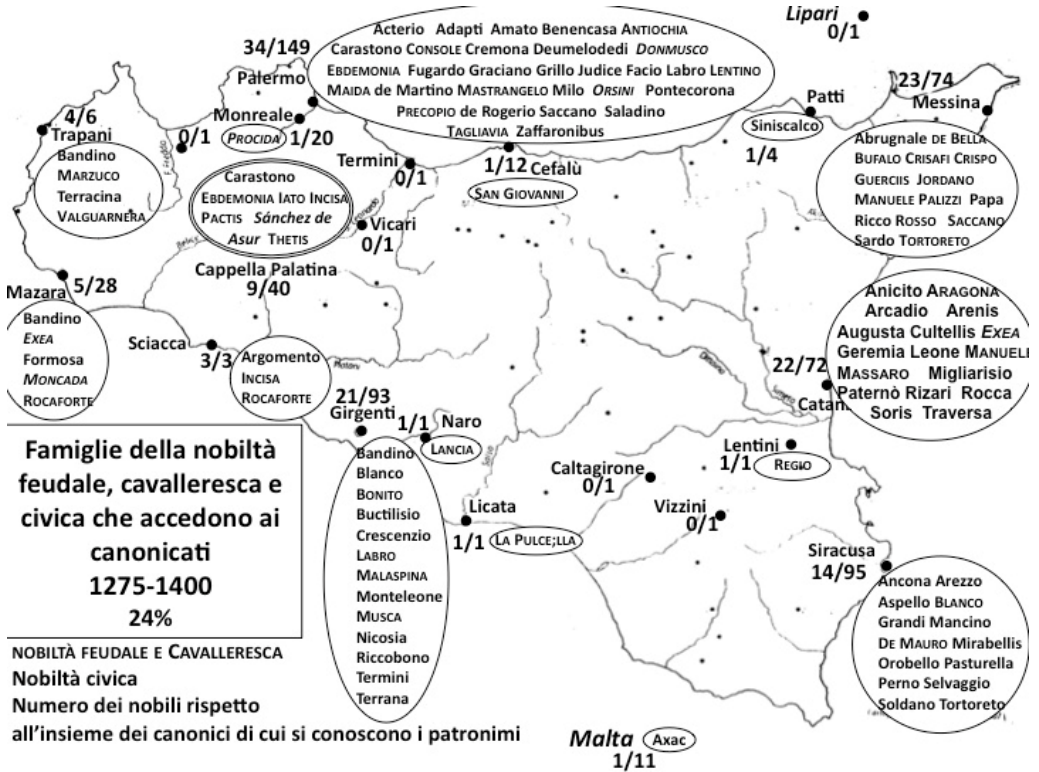 Acterio Adapti Amato Benencasa ANTIOCHIA
Carastono CONSOLE Cremona Deumelodedi DONMUSCO
EBDEMONIA Fugardo Graciano Grillo Judice Facio Labro LENTINO
MAIDA de Martino MASTRANGELO Milo ORSINI Pontecorona
PRECOPIO de Rogerio Saccano Saladino
TAGLIAVIA Zaffaronibus
Lipari
0/1
34/149
Palermo
Monreale
PROCIDA
1/20
4/6
Trapani
0/1
Bandino
MARZUCO
Terracina
VALGUARNERA
Carastono
EBDEMONIA IATO INCISA
PACTIS Sánchez de
Asur THETIS
Cappella Palatina
9/40
Termini
0/1
Vicari
0/1
1/12 Cefalù
SAN GIOVANNI
Patti
Siniscalco
1/4
23/74
Messina
Abrugnale DE BELLA
BUFALO CRISAFI CRISPO
GUERCIIS JORDANO
MANUELE PALIZZI Papa
Ricco ROSSO SACCANO
Sardo TORTORETO
Mazara
5/28
Bandino
EXEA
Formosa
MONCADA
ROCAFORTE
Sciacca
3/3
Argomento
INCISA
ROCAFORTE
21/93
Girgenti
Bandino
Blanco
BONITO
Buctilisio
Crescenzio
LABRO
MALASPINA
Monteleone
MUSCA
Nicosia
Riccobono
Termini
Terrana
1/1
Naro
LANCIA
Licata
1/1
LA PULCE;LLA
Caltagirone
0/1
Vizzini
0/1
Lentini
1/1
REGIO
22/72
Catan
Anicito ARAGONA
Arcadio Arenis
Augusta Cultellis EXEA
Geremia Leone MANUELE
MASSARO Migliarisio
Paternò Rizari Rocca
Soris Traversa
Siracusa
14/95
Ancona Arezzo
Aspello BLANCO
Grandi Mancino
DE MAURO Mirabellis
Orobello Pasturella
Perno Selvaggio
Soldano Tortoreto
Malta
Axac
1/11
Famiglie della nobiltà
feudale, cavalleresca e
civica che accedono ai
canonicati
1275-1400
24%
NOBILTÀ FEUDALE E CAVALLERESCA
Nobiltà civica
Numero dei nobili rispetto
all'insieme dei canonici di cui si conoscono i patronimi